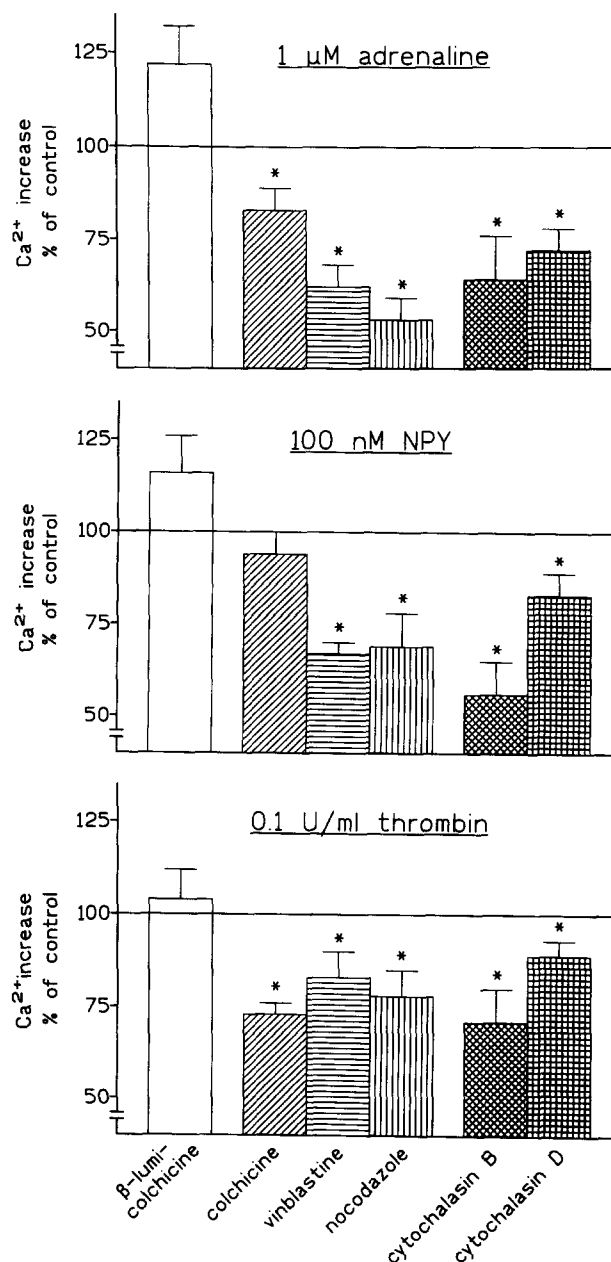 1 μM adrenaline
Ca2+ increase
% of control
125
100
75
50
*
*
*
*
*
100 nM NPY
Ca2+ increase
% of control
125
100
75
50
*
*
*
*
0.1 U/ml thrombin
Ca2+increase
% of control
125
100
75
50
*
*
*
*
*
β-lumi-
colchicine
colchicine
vinblastine
nocodazole
cytochalasin B
cytochalasin D